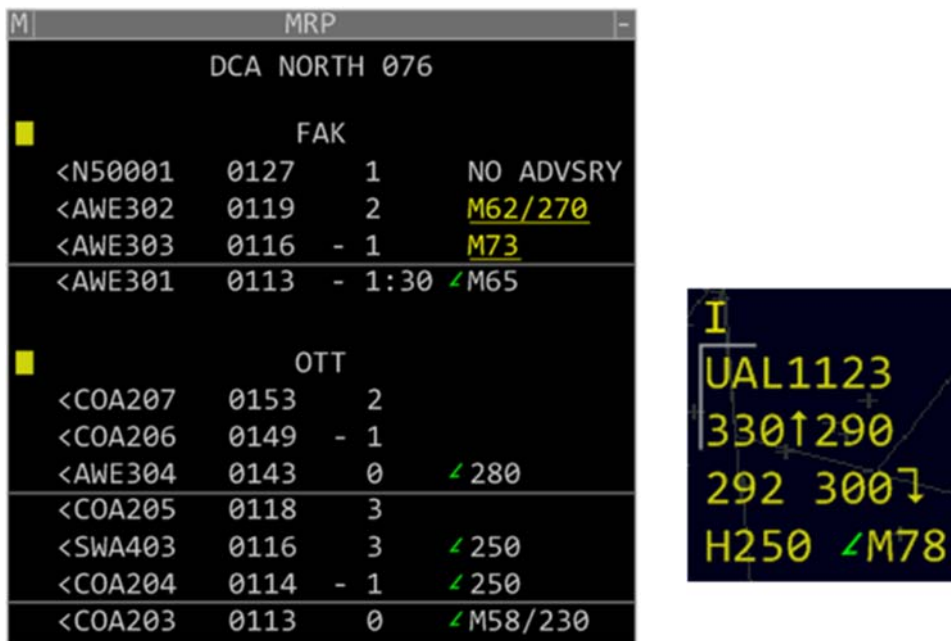 M MRP -
DCA NORTH 076
FAK
<N50001 0127 1 NO ADVSRY
<AWE302 0119 2 M62/270
<AWE303 0116 - 1 M73
<AWE301 0113 - 1:30 ∠M65
OTT
<COA207 0153 2
<COA206 0149 - 1
<AWE304 0143 0 ∠280
<COA205 0118 3
<SWA403 0116 3 ∠250
<COA204 0114 - 1 ∠250
<COA203 0113 0 ∠M58/230
I
UAL1123
330↑290
292 300↴
H250 ∠M78